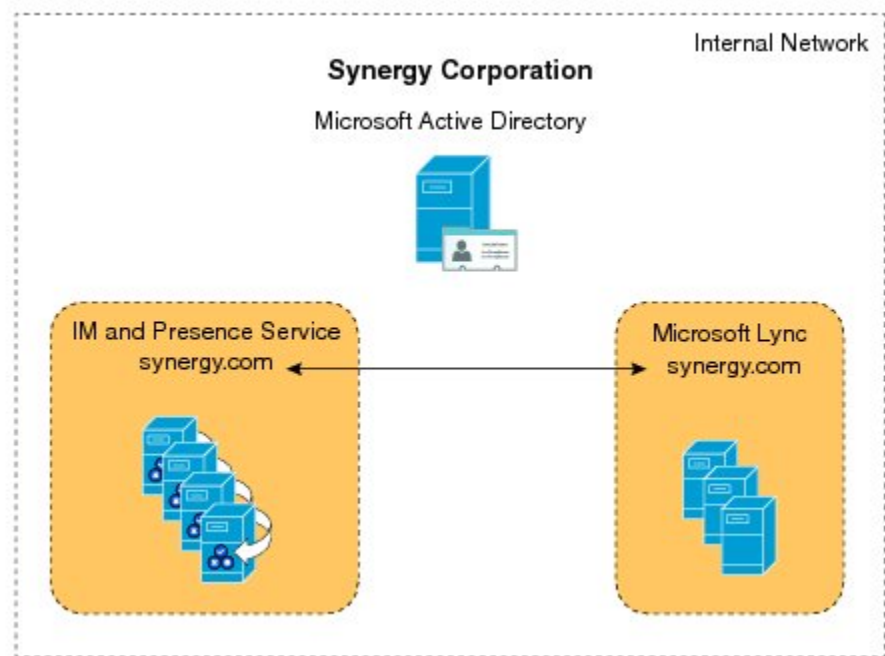 Internal Network
Synergy Corporation
Microsoft Active Directory
IM and Presence Service
synergy.com
Microsoft Lync
synergy.com